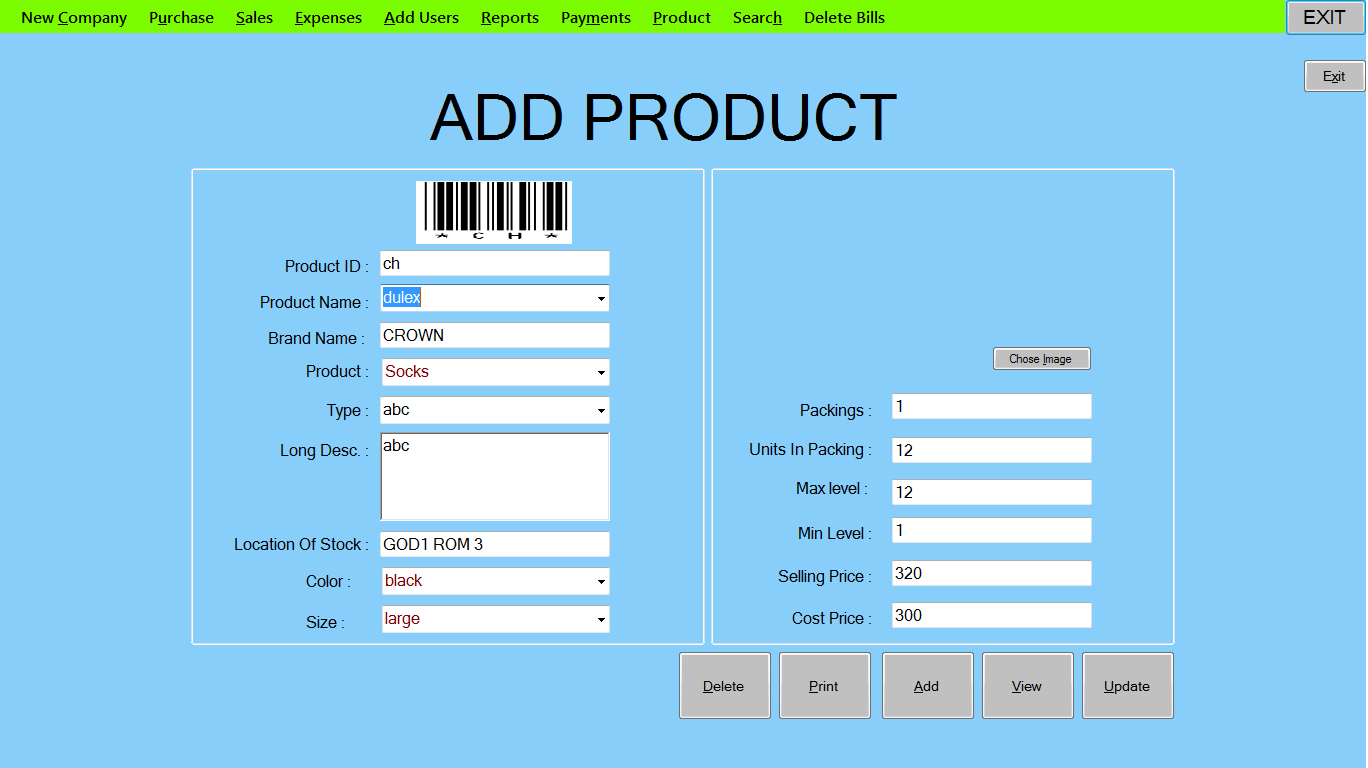 New Company Purchase Sales Expenses Add Users Reports Payments Product Search Delete Bills EXIT
Exit
ADD PRODUCT
* C H *
Product ID : ch
Product Name : dulex
Brand Name : CROWN
Product : Socks
Type : abc
Long Desc. : abc
Location Of Stock : GOD1 ROM 3
Color : black
Size : large
Chose Image
Packings : 1
Units In Packing : 12
Max level : 12
Min Level : 1
Selling Price : 320
Cost Price : 300
Delete Print Add View Update